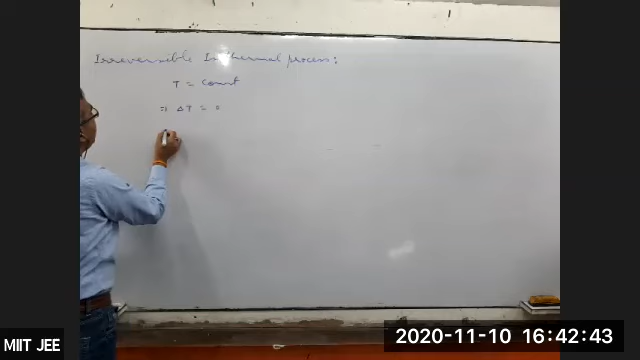 Irreversible Isothermal process:
T = Const
⇒ ΔT = 0
MIIT JEE
2020-11-10 16:42:43